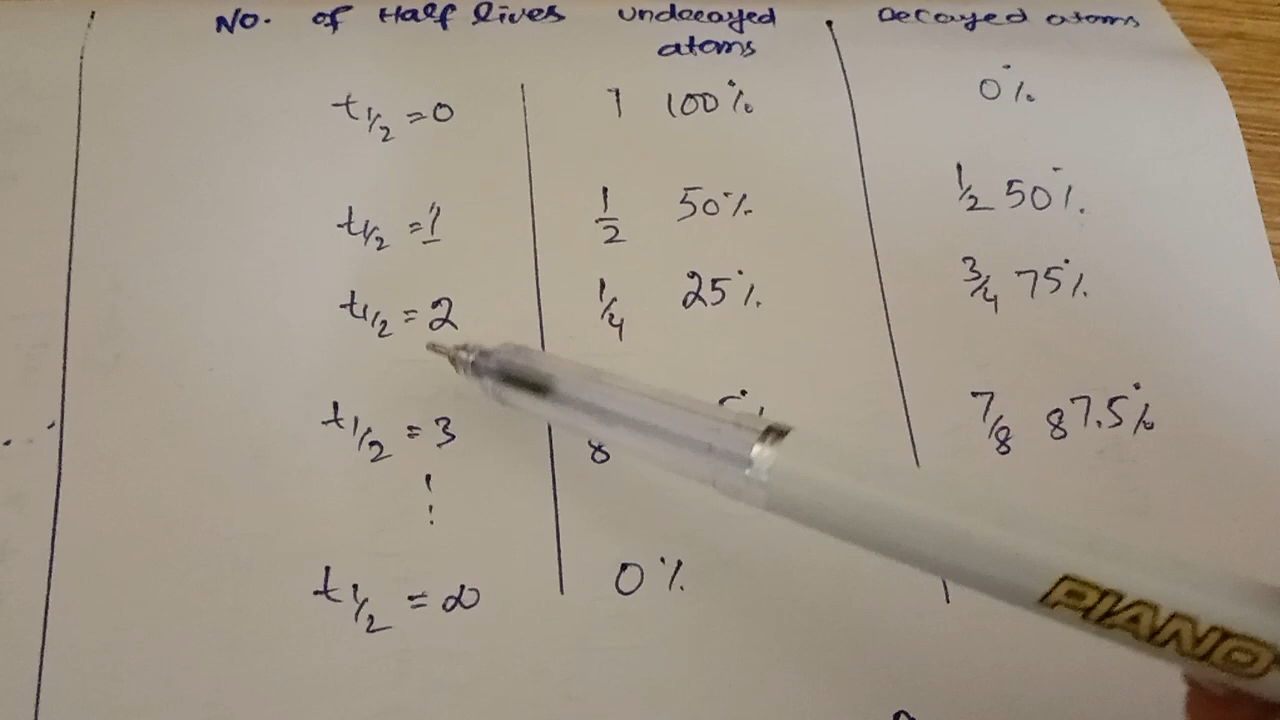 No. of Half lives undecayed atoms Decayed atoms
t1/2 = 0 1 100% 0%
t1/2 = 1 1/2 50% 1/2 50%
t1/2 = 2 1/4 25% 3/4 75%
t1/2 = 3 8 7/8 87.5%
t1/2 = ∞ 0%
PIANO